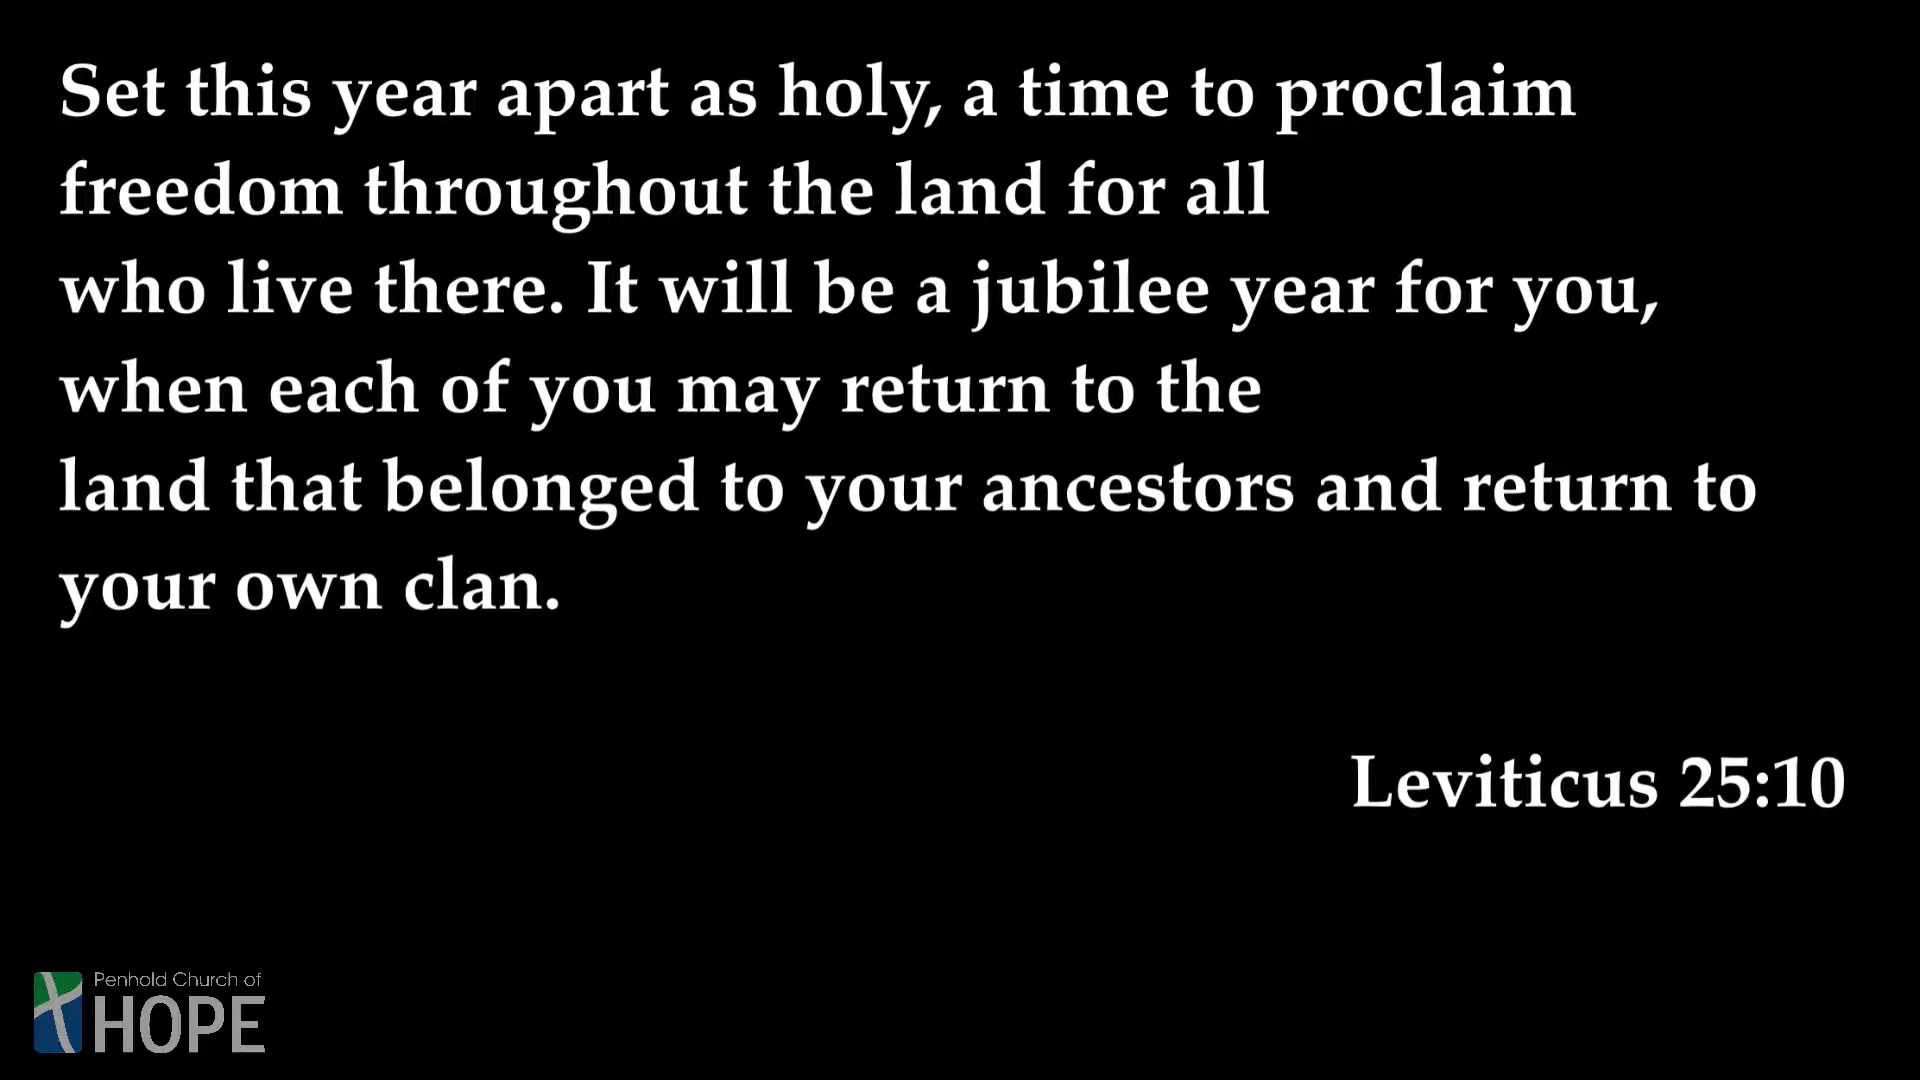 Set this year apart as holy, a time to proclaim
freedom throughout the land for all
who live there. It will be a jubilee year for you,
when each of you may return to the
land that belonged to your ancestors and return to
your own clan.
Leviticus 25:10
Penhold Church of
HOPE